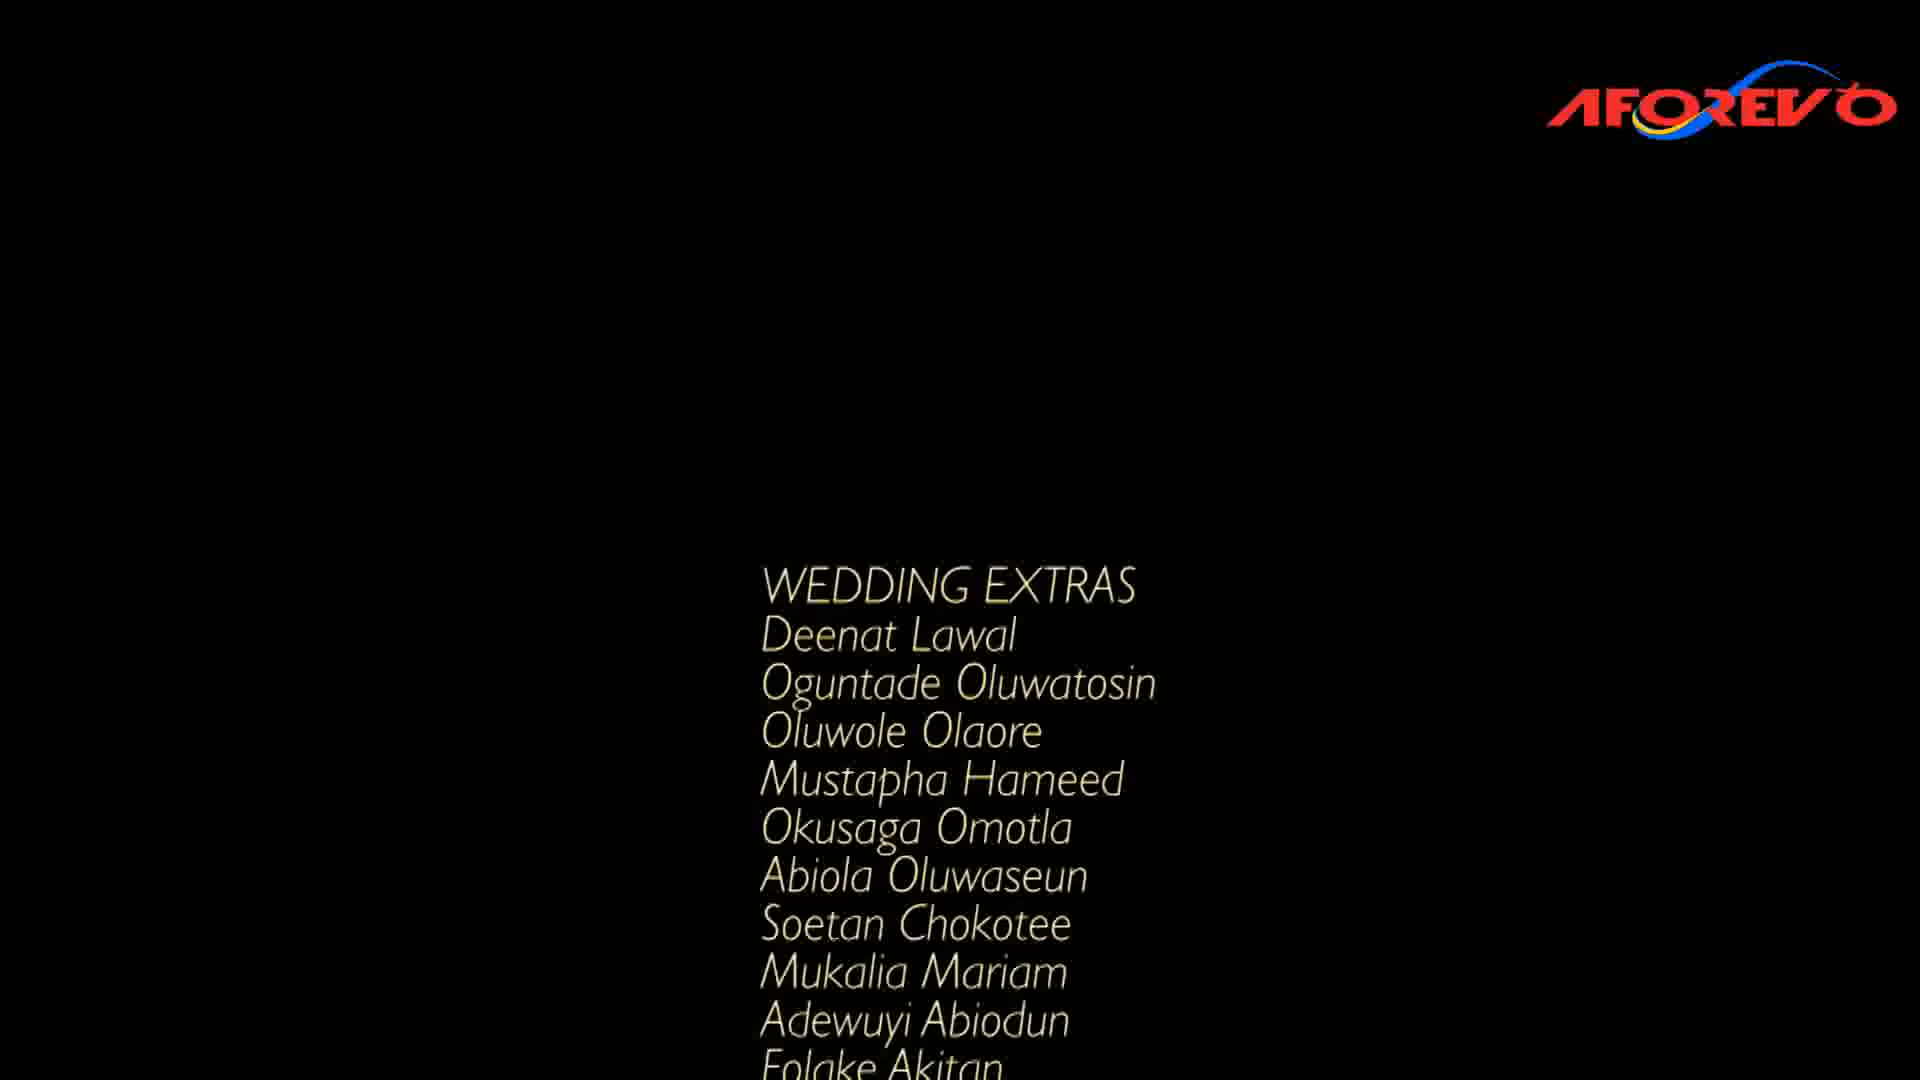 AFOREVO
WEDDING EXTRAS
Deenat Lawal
Oguntade Oluwatosin
Oluwole Olaore
Mustapha Hameed
Okusaga Omotla
Abiola Oluwaseun
Soetan Chokotee
Mukalia Mariam
Adewuyi Abiodun
Folake Akitan